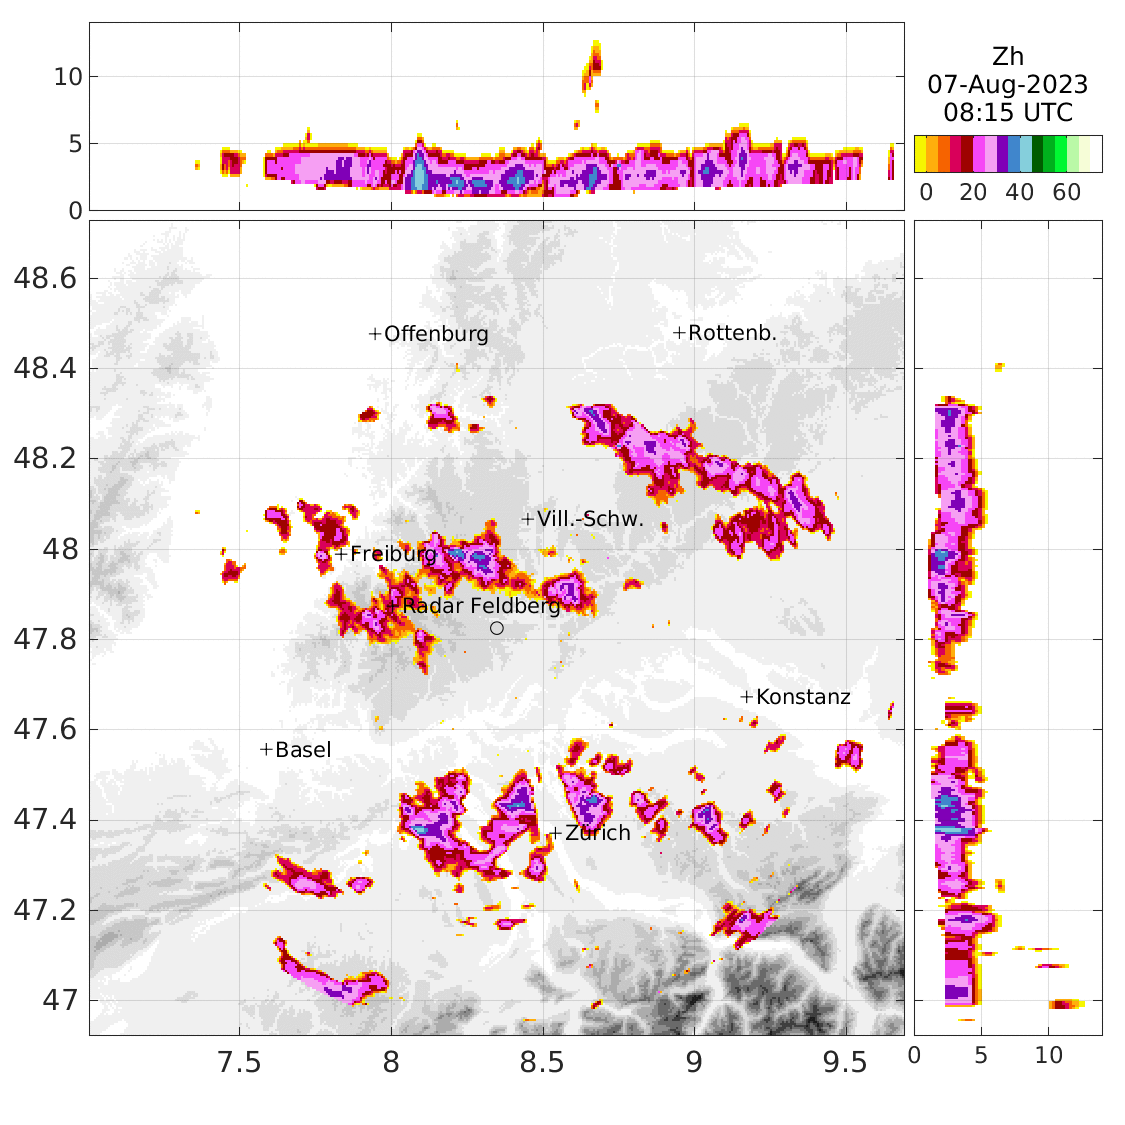 10
5
0
Zh
07-Aug-2023
08:15 UTC
0 20 40 60
48.6
48.4
48.2
48
47.8
47.6
47.4
47.2
47
+Offenburg
+Rottenb.
+Vill.-Schw.
+Freiburg
+Radar Feldberg
+Konstanz
+Basel
+Zürich
7.5 8 8.5 9 9.5
0 5 10